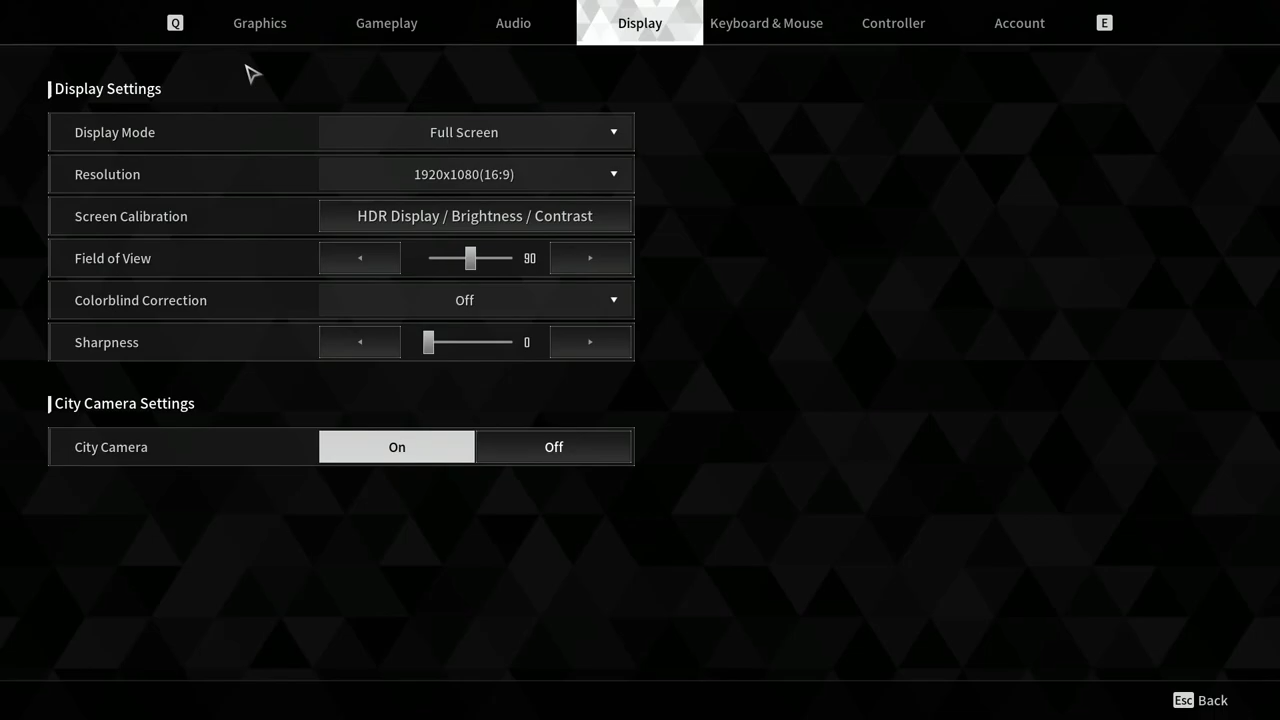 Q Graphics Gameplay Audio Display Keyboard & Mouse Controller Account E
Display Settings
Display Mode Full Screen
Resolution 1920x1080(16:9)
Screen Calibration HDR Display / Brightness / Contrast
Field of View 90
Colorblind Correction Off
Sharpness 0
City Camera Settings
City Camera On Off
Esc Back